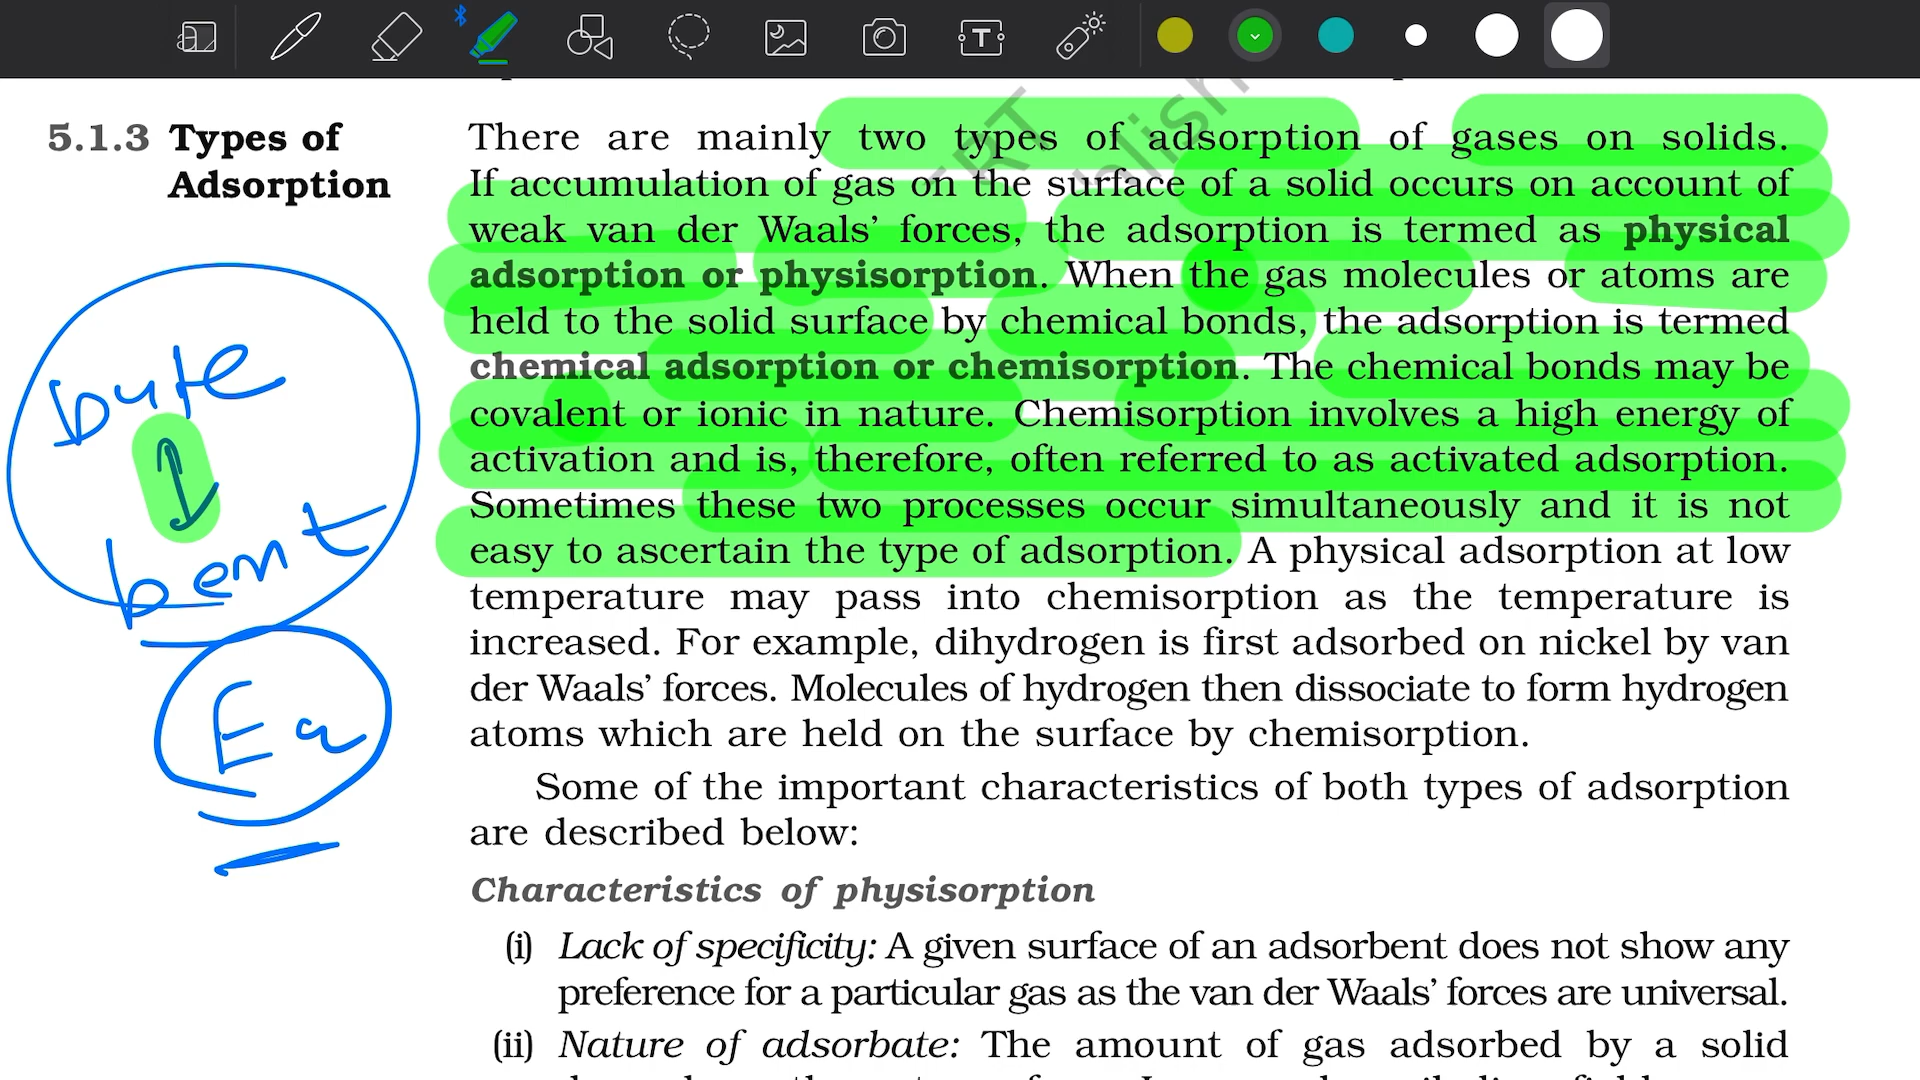 5.1.3 Types of
Adsorption
There are mainly two types of adsorption of gases on solids.
If accumulation of gas on the surface of a solid occurs on account of
weak van der Waals’ forces, the adsorption is termed as physical
adsorption or physisorption. When the gas molecules or atoms are
held to the solid surface by chemical bonds, the adsorption is termed
chemical adsorption or chemisorption. The chemical bonds may be
covalent or ionic in nature. Chemisorption involves a high energy of
activation and is, therefore, often referred to as activated adsorption.
Sometimes these two processes occur simultaneously and it is not
easy to ascertain the type of adsorption. A physical adsorption at low
temperature may pass into chemisorption as the temperature is
increased. For example, dihydrogen is first adsorbed on nickel by van
der Waals’ forces. Molecules of hydrogen then dissociate to form hydrogen
atoms which are held on the surface by chemisorption.
Some of the important characteristics of both types of adsorption
are described below:
Characteristics of physisorption
(i) Lack of specificity: A given surface of an adsorbent does not show any
preference for a particular gas as the van der Waals’ forces are universal.
(ii) Nature of adsorbate: The amount of gas adsorbed by a solid
bate
bent
Ea